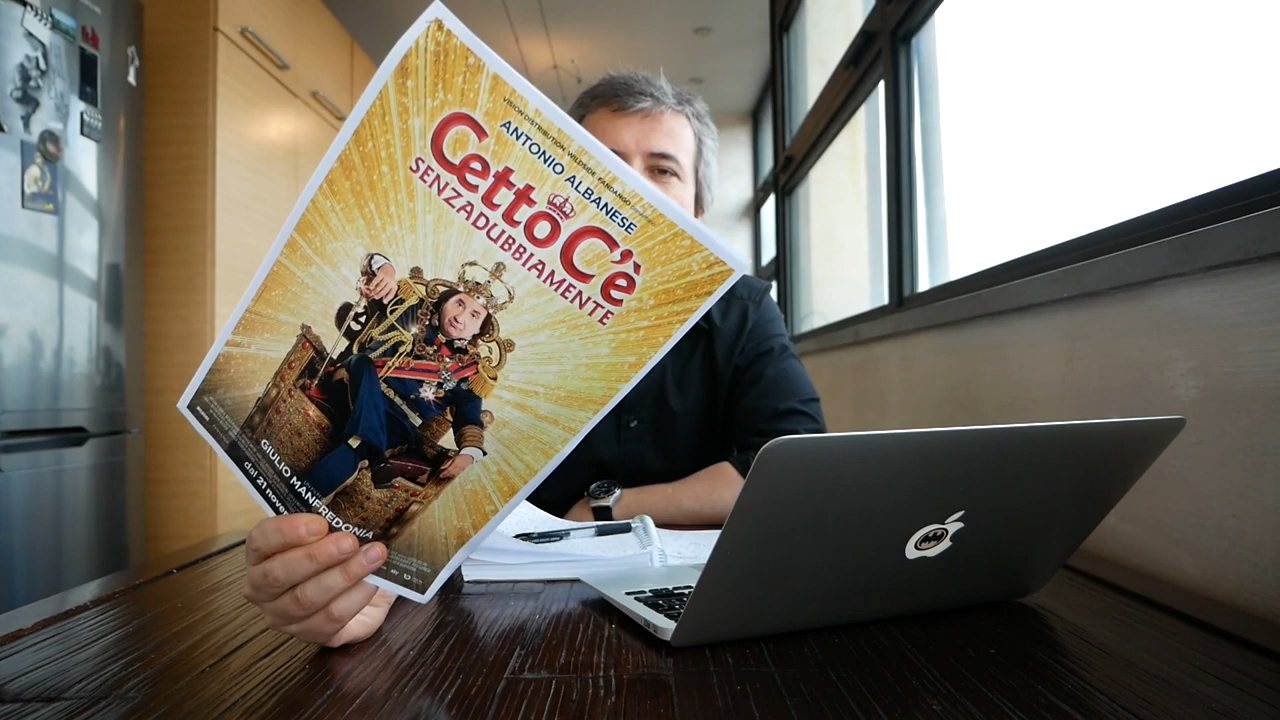 VISION DISTRIBUTION WILDSIDE FANDANGO
ANTONIO ALBANESE
Cetto C'è
SENZADUBBIAMENTE
GIULIO MANFREDONIA
dal 21 nove